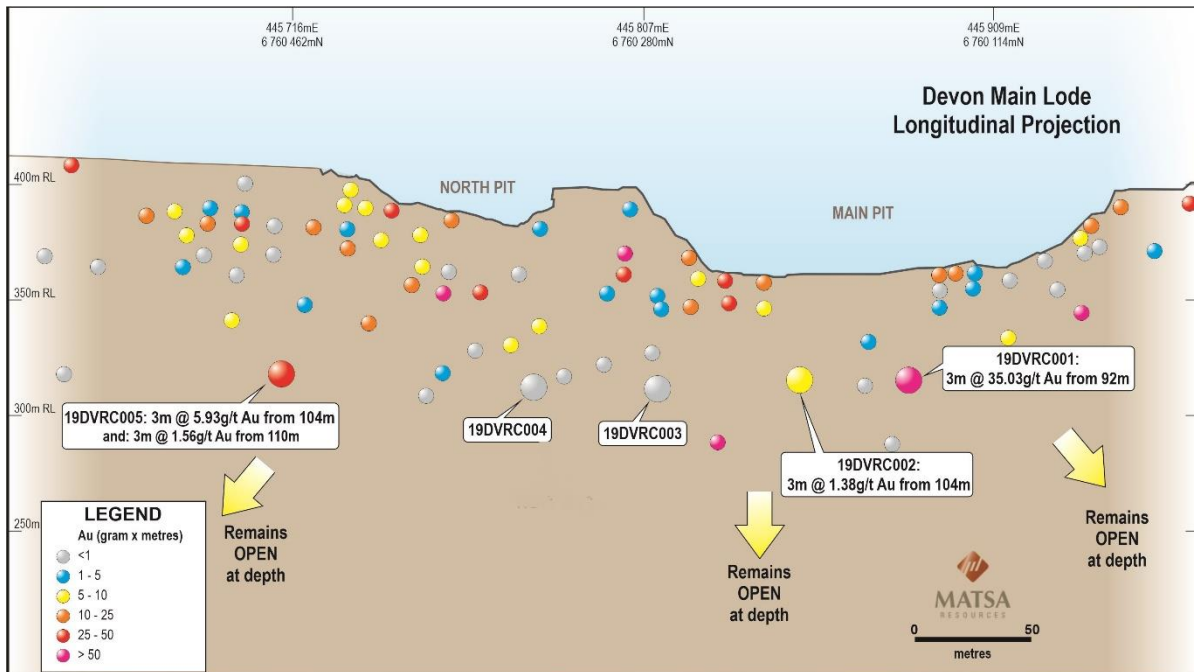 445 716mE
6 760 462mN
445 807mE
6 760 280mN
445 909mE
6 760 114mN
Devon Main Lode
Longitudinal Projection
400m RL
NORTH PIT
MAIN PIT
350m RL
300m RL
19DVRC005: 3m @ 5.93g/t Au from 104m
and: 3m @ 1.56g/t Au from 110m
19DVRC004
19DVRC003
19DVRC001:
3m @ 35.03g/t Au from 92m
19DVRC002:
3m @ 1.38g/t Au from 104m
250m
LEGEND
Au (gram x metres)
<1
1 - 5
5 - 10
10 - 25
25 - 50
> 50
Remains
OPEN
at depth
Remains
OPEN
at depth
Remains
OPEN
at depth
MATSA
RESOURCES
0 50
metres